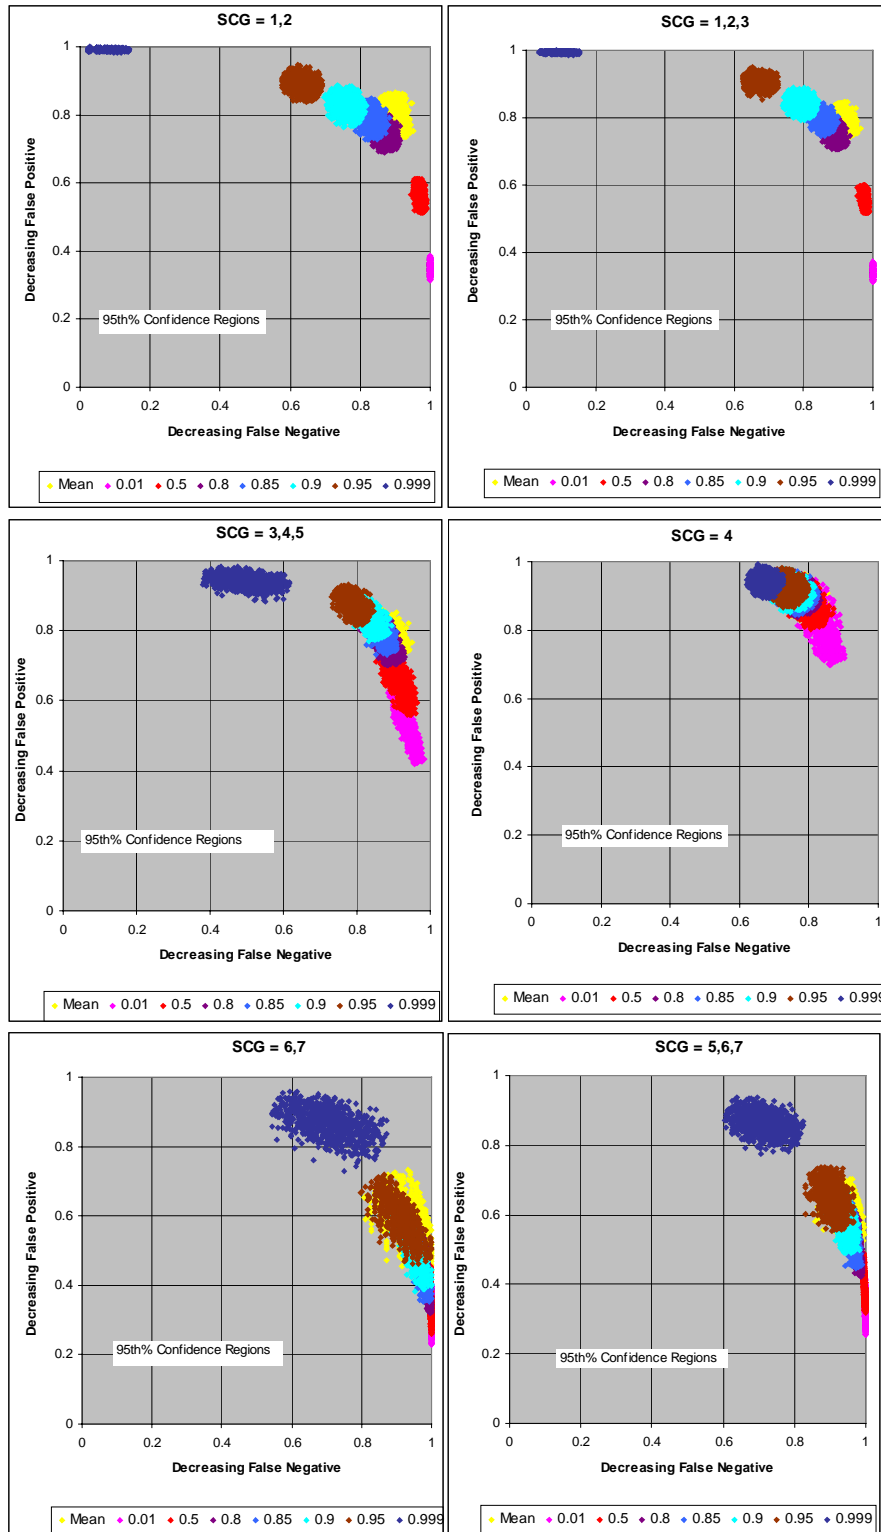 SCG = 1,2
1
0.8
0.6
0.4
0.2
0
Decreasing False Positive
95th% Confidence Regions
0 0.2 0.4 0.6 0.8 1
Decreasing False Negative
Mean 0.01 0.5 0.8 0.85 0.9 0.95 0.999
SCG = 1,2,3
1
0.8
0.6
0.4
0.2
0
Decreasing False Positive
95th% Confidence Regions
0 0.2 0.4 0.6 0.8 1
Decreasing False Negative
Mean 0.01 0.5 0.8 0.85 0.9 0.95 0.999
SCG = 3,4,5
1
0.8
0.6
0.4
0.2
0
Decreasing False Positive
95th% Confidence Regions
0 0.2 0.4 0.6 0.8 1
Decreasing False Negative
Mean 0.01 0.5 0.8 0.85 0.9 0.95 0.999
SCG = 4
1
0.8
0.6
0.4
0.2
0
Decreasing False Positive
95th% Confidence Regions
0 0.2 0.4 0.6 0.8 1
Decreasing False Negative
Mean 0.01 0.5 0.8 0.85 0.9 0.95 0.999
SCG = 6,7
1
0.8
0.6
0.4
0.2
0
Decreasing False Positive
95th% Confidence Regions
0 0.2 0.4 0.6 0.8 1
Decreasing False Negative
Mean 0.01 0.5 0.8 0.85 0.9 0.95 0.999
SCG = 5,6,7
1
0.8
0.6
0.4
0.2
0
Decreasing False Positive
95th% Confidence Regions
0 0.2 0.4 0.6 0.8 1
Decreasing False Negative
Mean 0.01 0.5 0.8 0.85 0.9 0.95 0.999